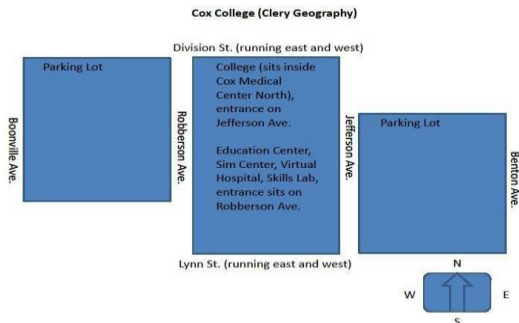 Cox College (Clery Geography)
Division St. (running east and west)
Parking Lot
College (sits inside
Cox Medical
Center North),
entrance on
Jefferson Ave.
Education Center,
Sim Center, Virtual
Hospital, Skills Lab,
entrance sits on
Robberson Ave.
Parking Lot
Boonville Ave.
Robberson Ave.
Jefferson Ave.
Benton Ave.
Lynn St. (running east and west)
N
W
E
S